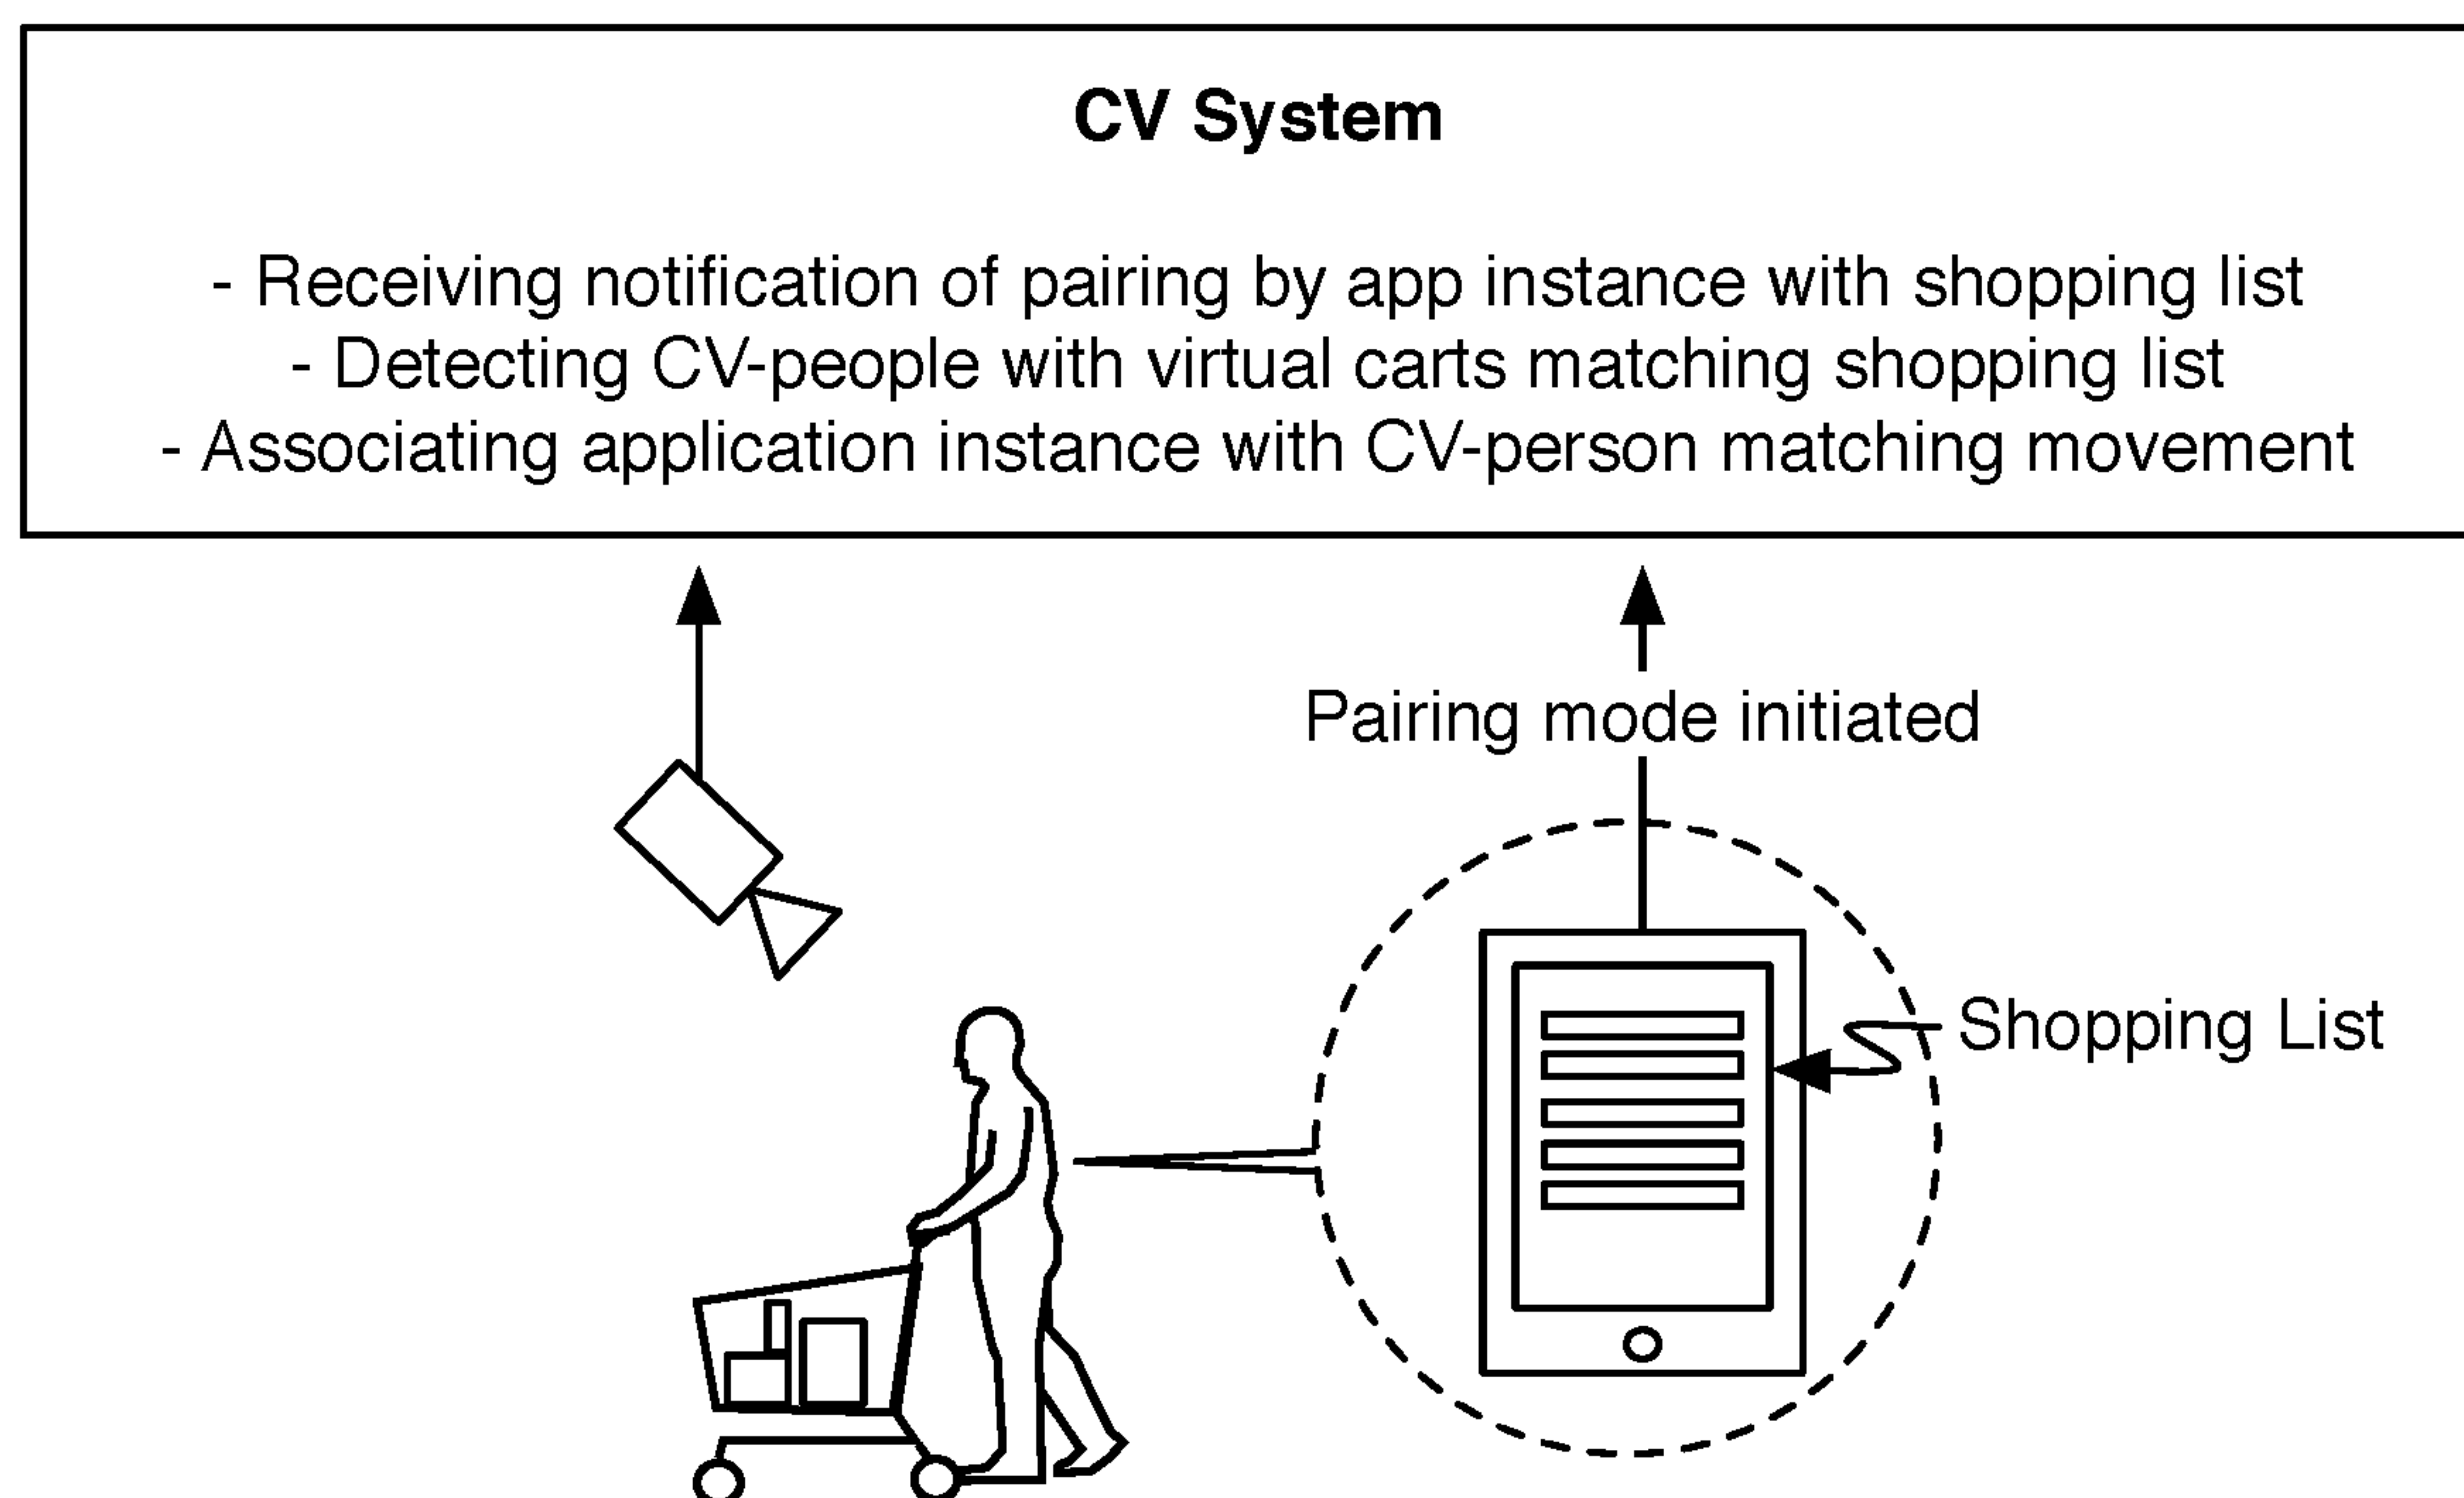 CV System
- Receiving notification of pairing by app instance with shopping list
- Detecting CV-people with virtual carts matching shopping list
- Associating application instance with CV-person matching movement
Pairing mode initiated
Shopping List